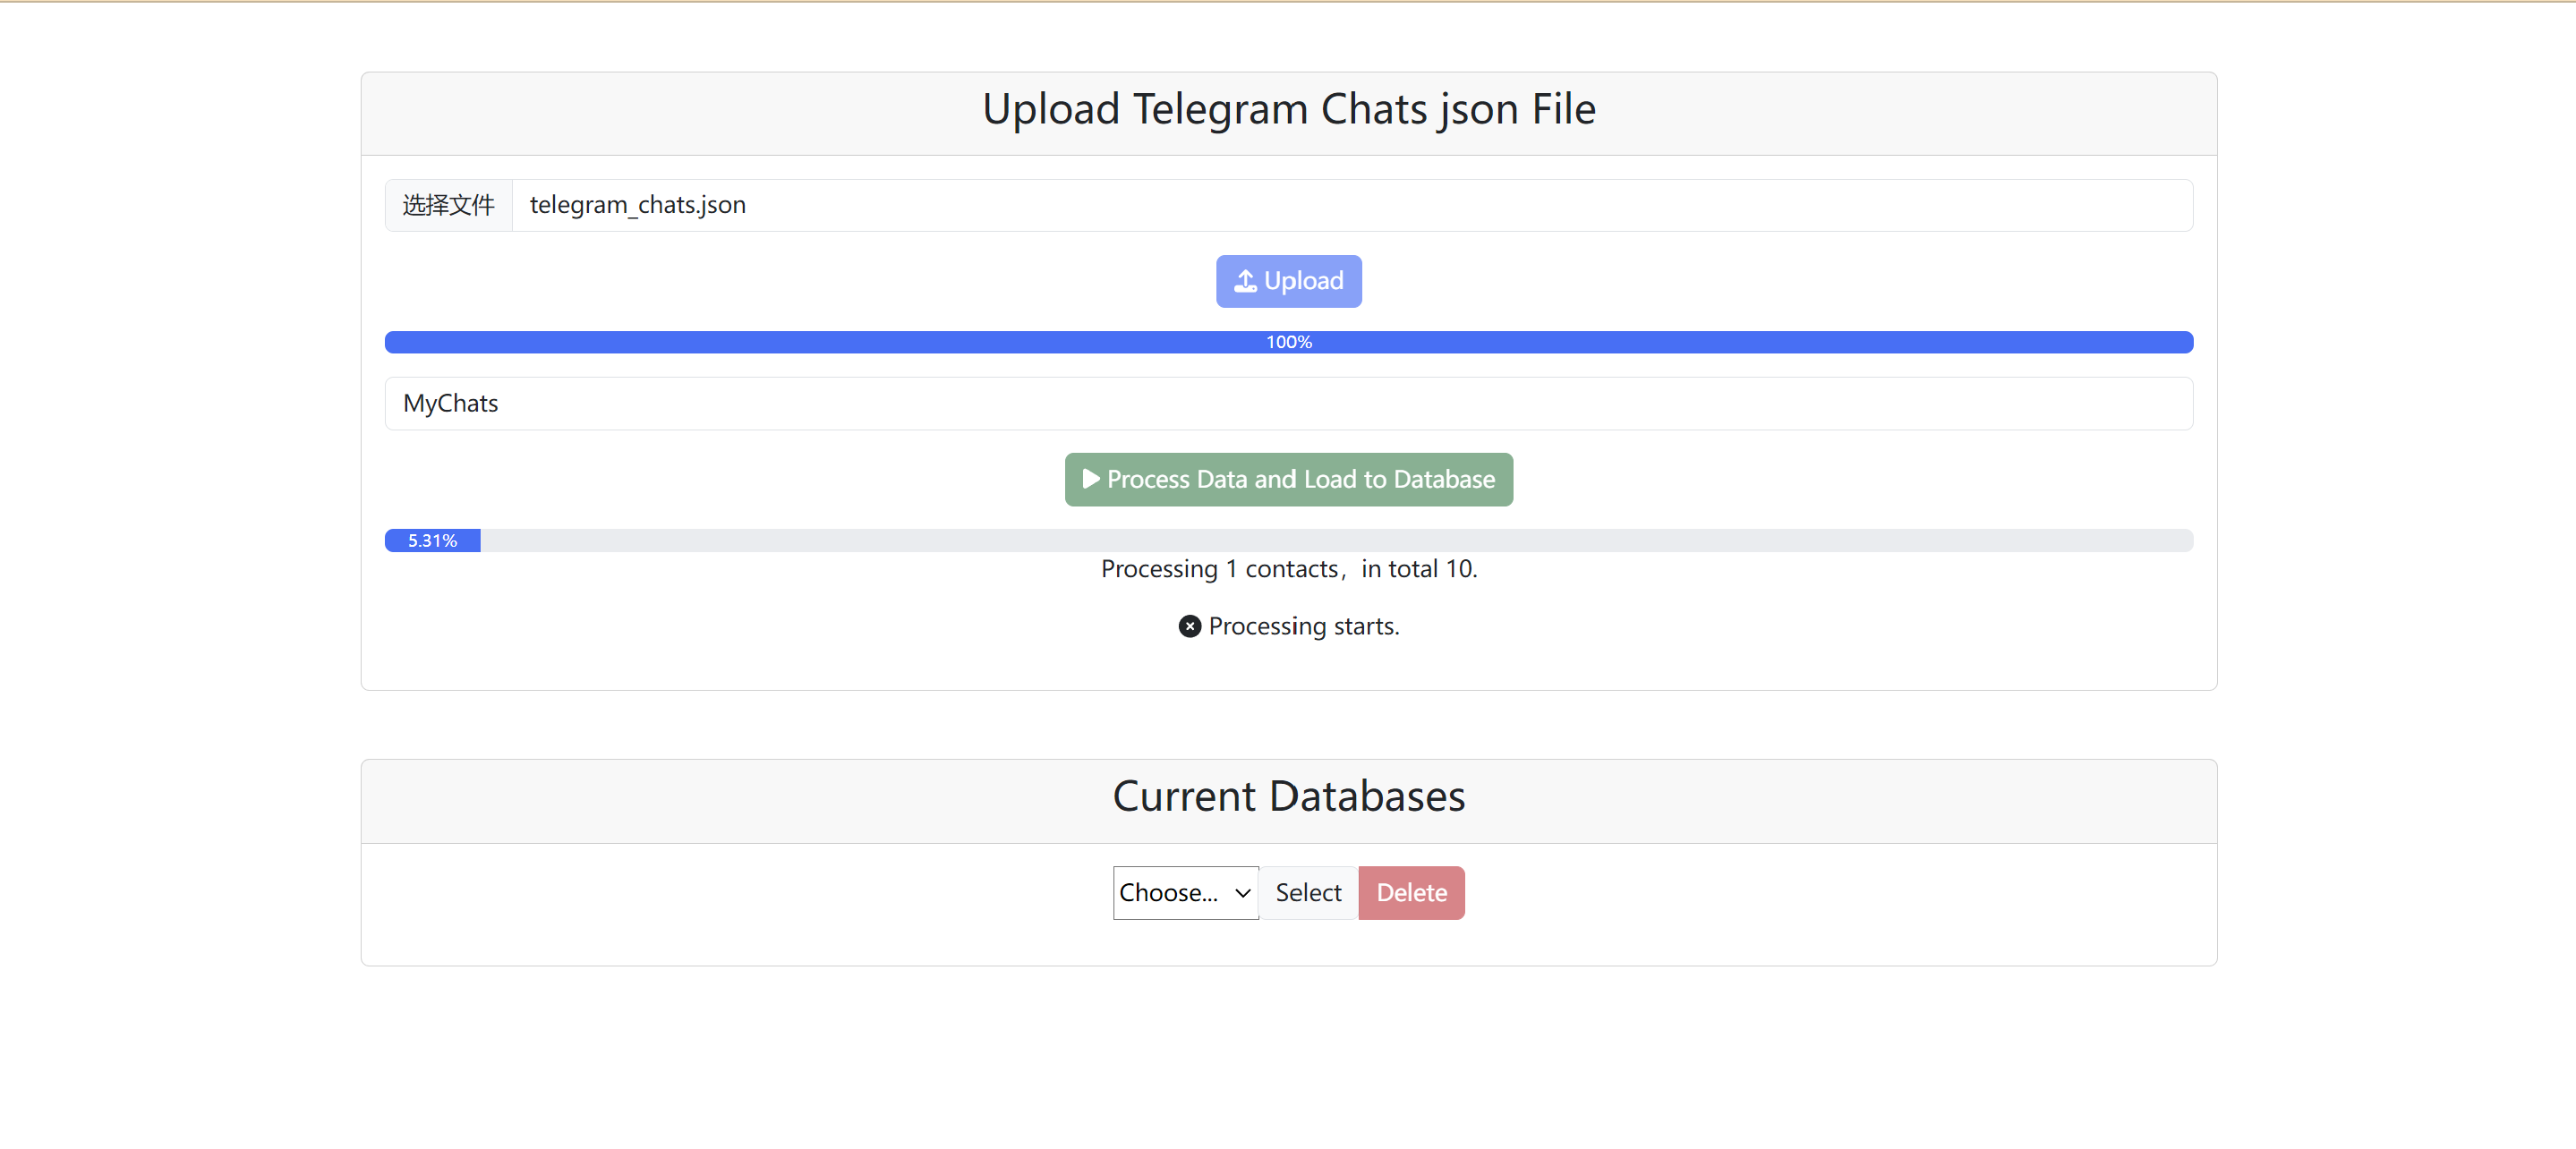 Upload Telegram Chats json File
选择文件 telegram_chats.json
Upload
100%
MyChats
Process Data and Load to Database
5.31%
Processing 1 contacts，in total 10.
Processing starts.
Current Databases
Choose... Select Delete